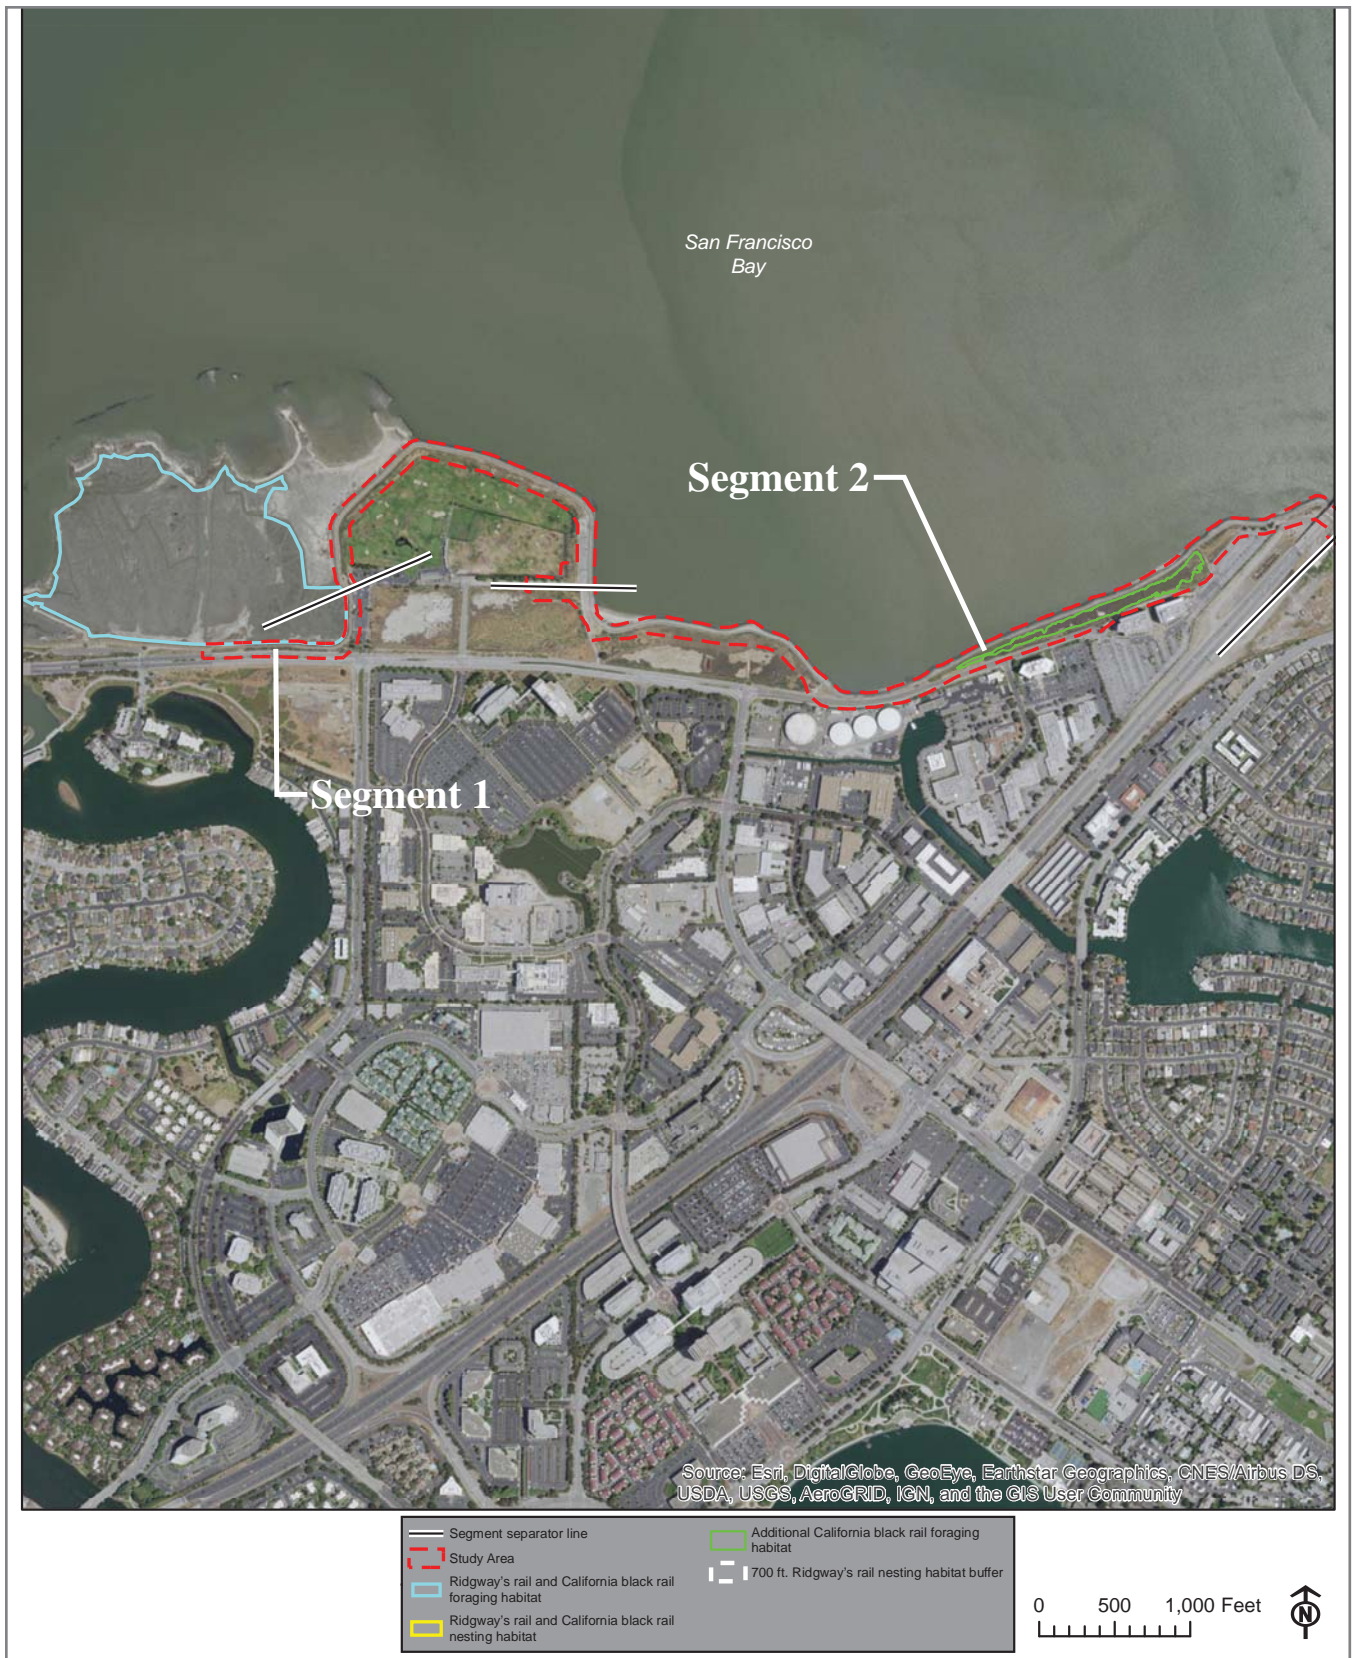 San Francisco
Bay
Segment 2
Segment 1
Source: Esri, DigitalGlobe, GeoEye, Earthstar Geographics, CNES/Airbus DS,
USDA, USGS, AeroGRID, IGN, and the GIS User Community
Segment separator line
Study Area
Ridgway's rail and California black rail
foraging habitat
Ridgway's rail and California black rail
nesting habitat
Additional California black rail foraging
habitat
700 ft. Ridgway's rail nesting habitat buffer
0 500 1,000 Feet
N